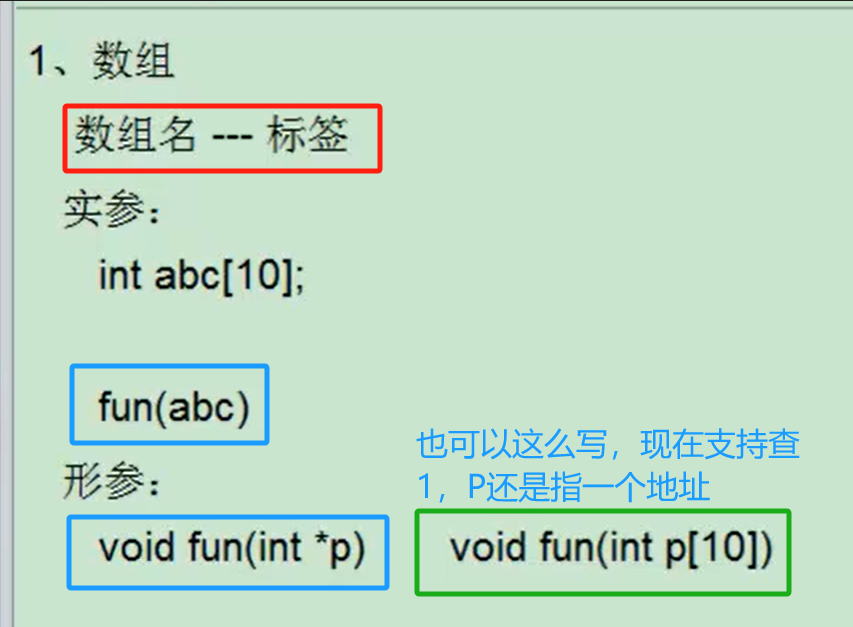 1、数组
数组名 --- 标签
实参：
int abc[10];
fun(abc)
也可以这么写，现在支持查
形参：
1，P还是指一个地址
void fun(int *p)
void fun(int p[10])